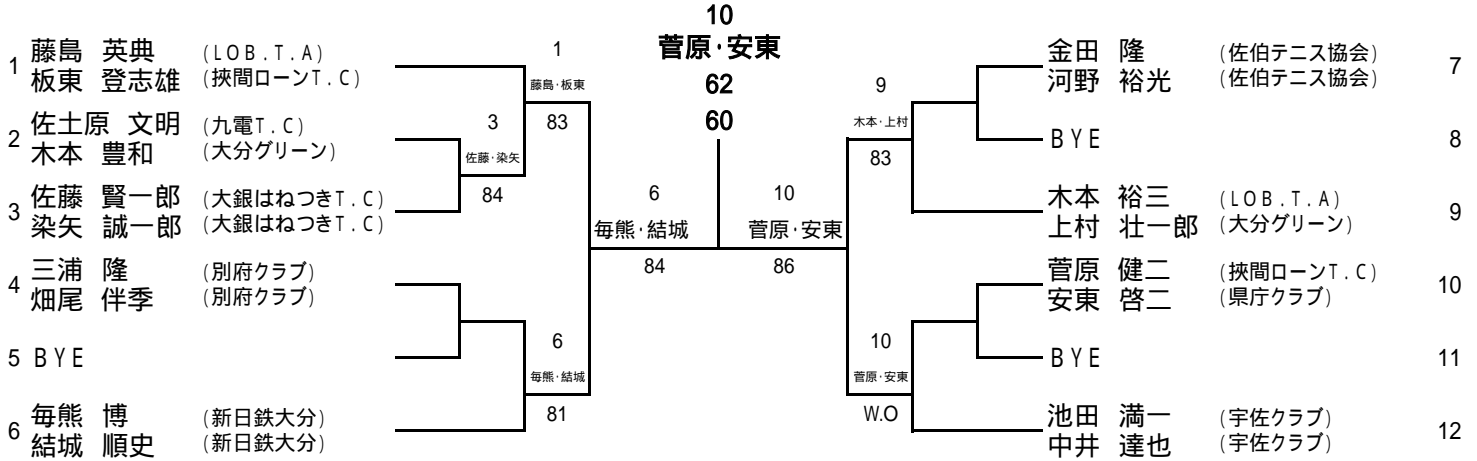 10
菅原・安東
62
60
1 藤島 英典 (LOB.T.A)
板東 登志雄 (挾間ローンT.C)
2 佐土原 文明 (九電T.C)
木本 豊和 (大分グリーン)
3 佐藤 賢一郎 (大銀はねつきT.C)
染矢 誠一郎 (大銀はねつきT.C)
4 三浦 隆 (別府クラブ)
畑尾 伴季 (別府クラブ)
5 BYE
6 毎熊 博 (新日鉄大分)
結城 順史 (新日鉄大分)
3
佐藤・染矢
84
1
藤島・板東
83
6
毎熊・結城
81
6
毎熊・結城
84
10
菅原・安東
86
9
木本・上村
83
10
菅原・安東
W.O
金田 隆 (佐伯テニス協会) 7
河野 裕光 (佐伯テニス協会)
BYE 8
木本 裕三 (LOB.T.A) 9
上村 壮一郎 (大分グリーン)
菅原 健二 (挾間ローンT.C) 10
安東 啓二 (県庁クラブ)
BYE 11
池田 満一 (宇佐クラブ) 12
中井 達也 (宇佐クラブ)